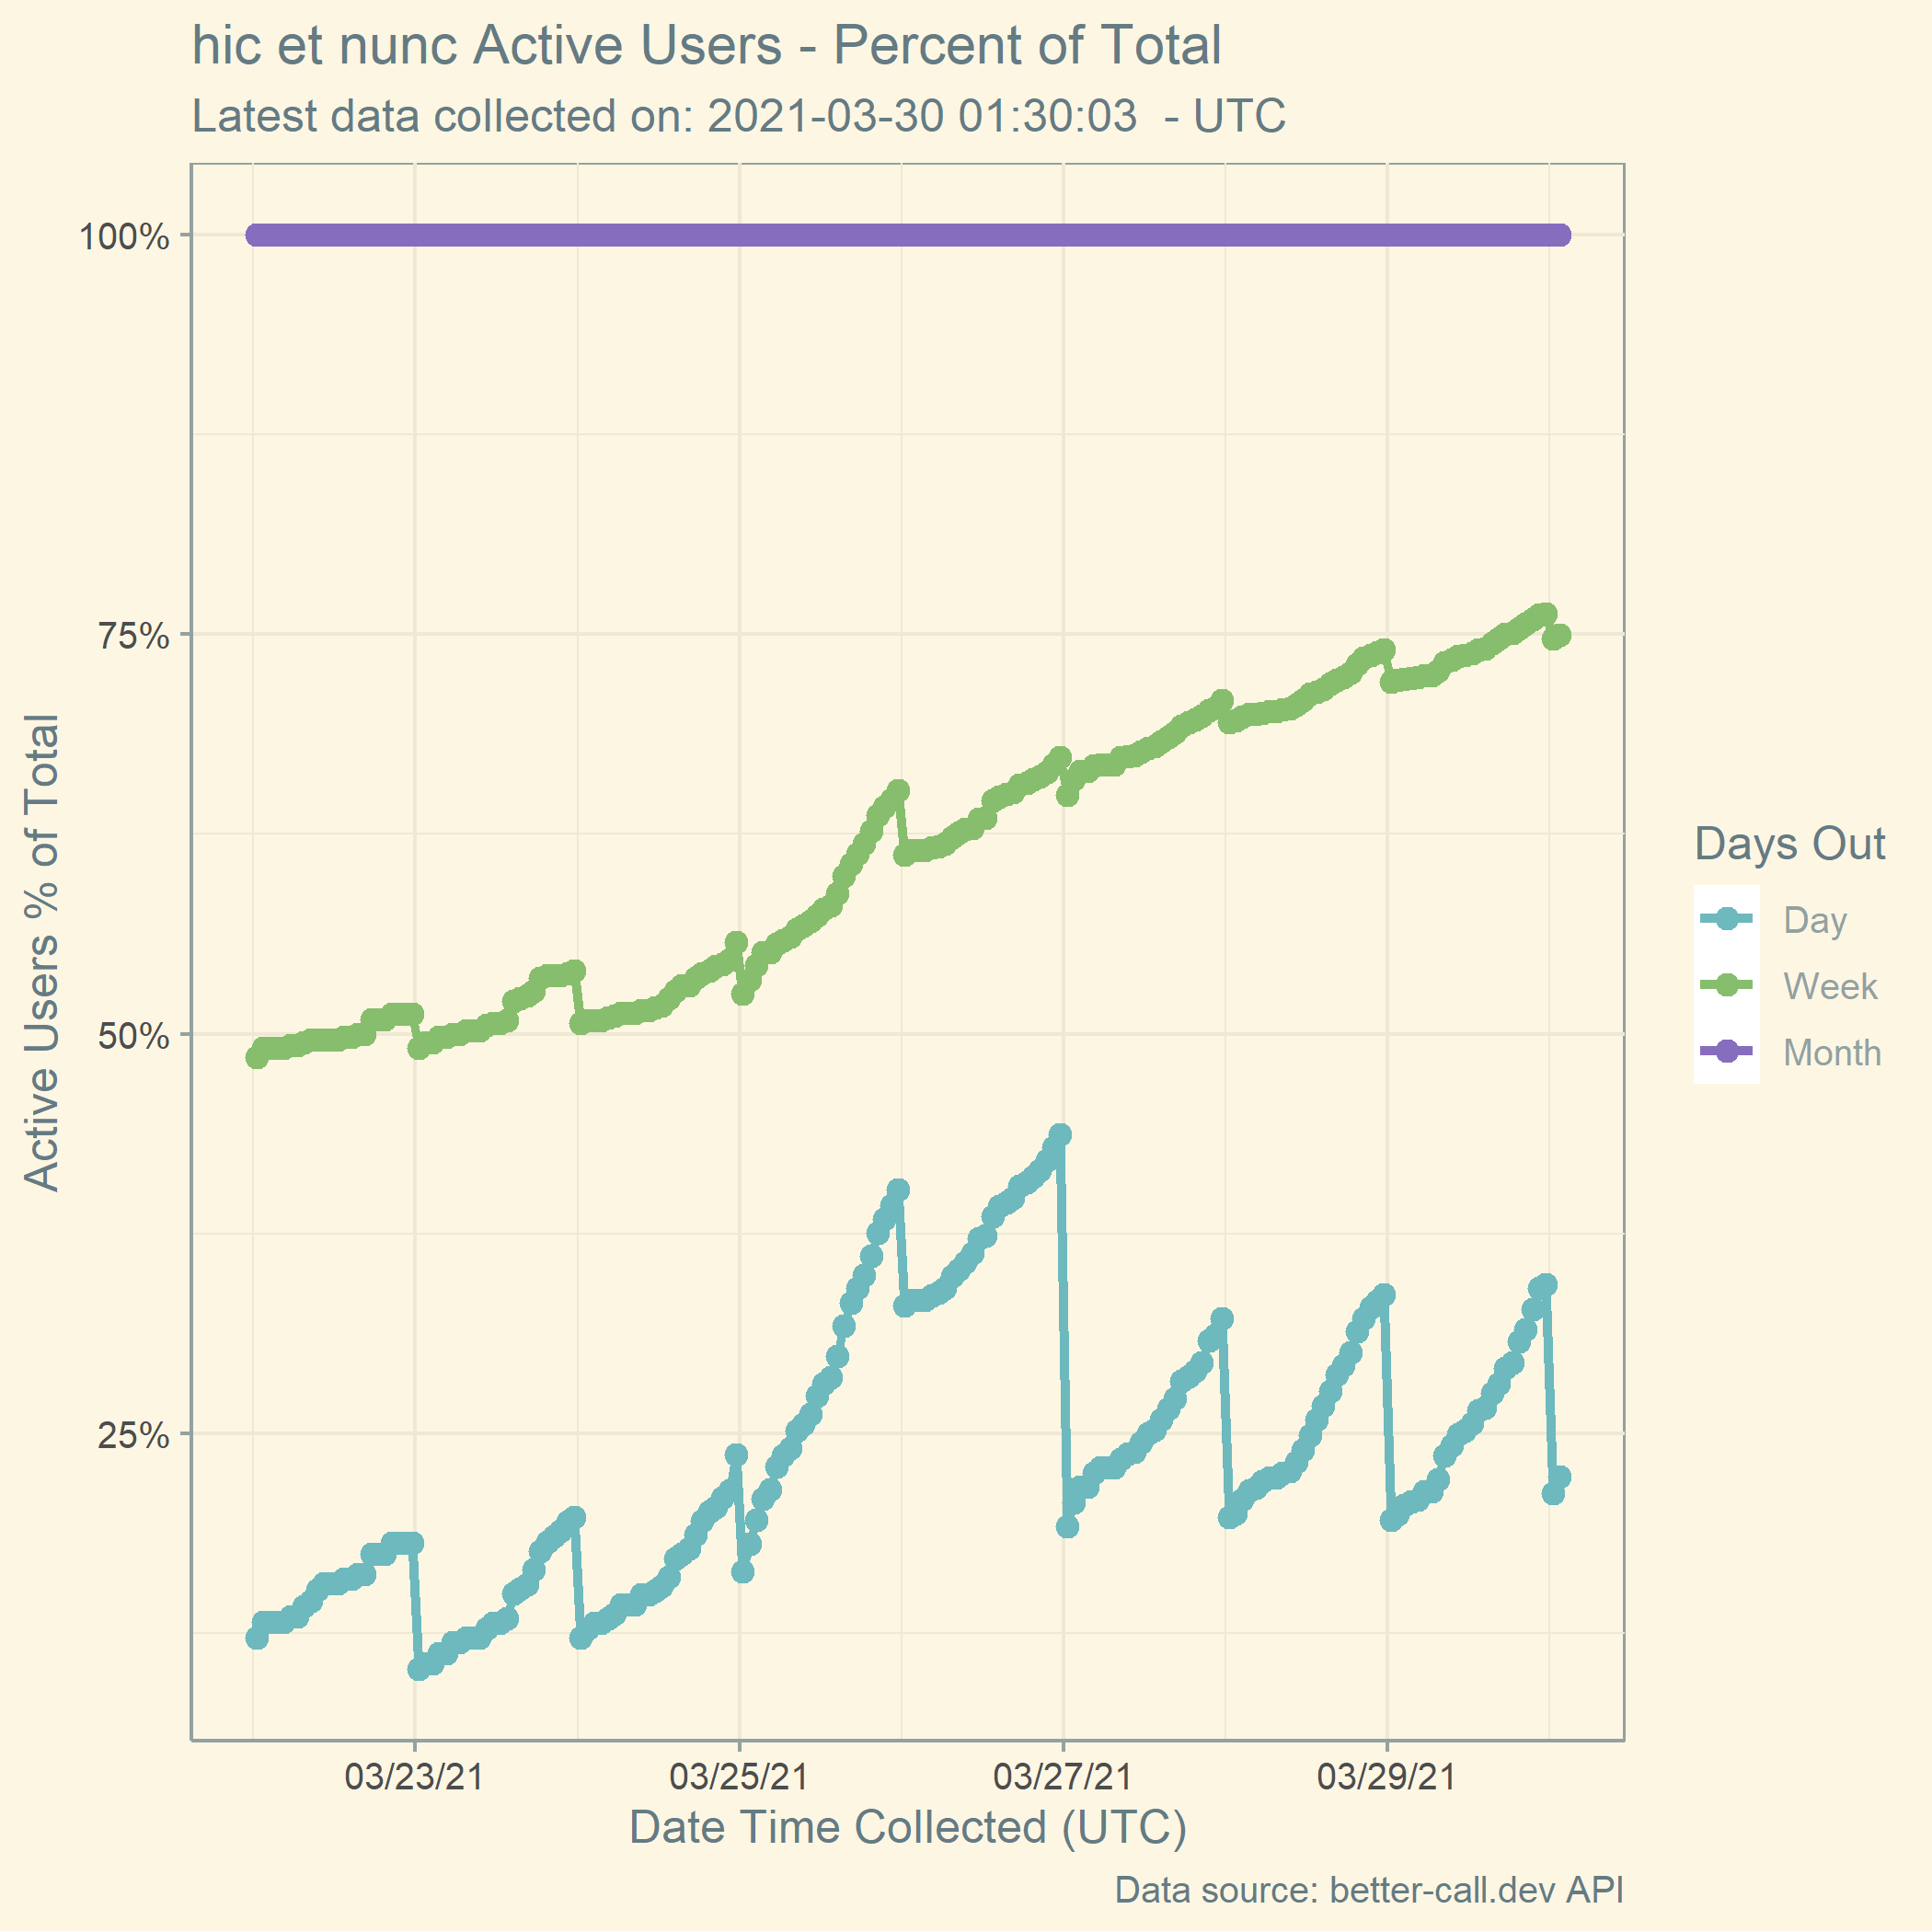 hic et nunc Active Users - Percent of Total
Latest data collected on: 2021-03-30 01:30:03  - UTC
100%
75%
50%
25%
Active Users % of Total
03/23/21
03/25/21
03/27/21
03/29/21
Date Time Collected (UTC)
Days Out
Day
Week
Month
Data source: better-call.dev API